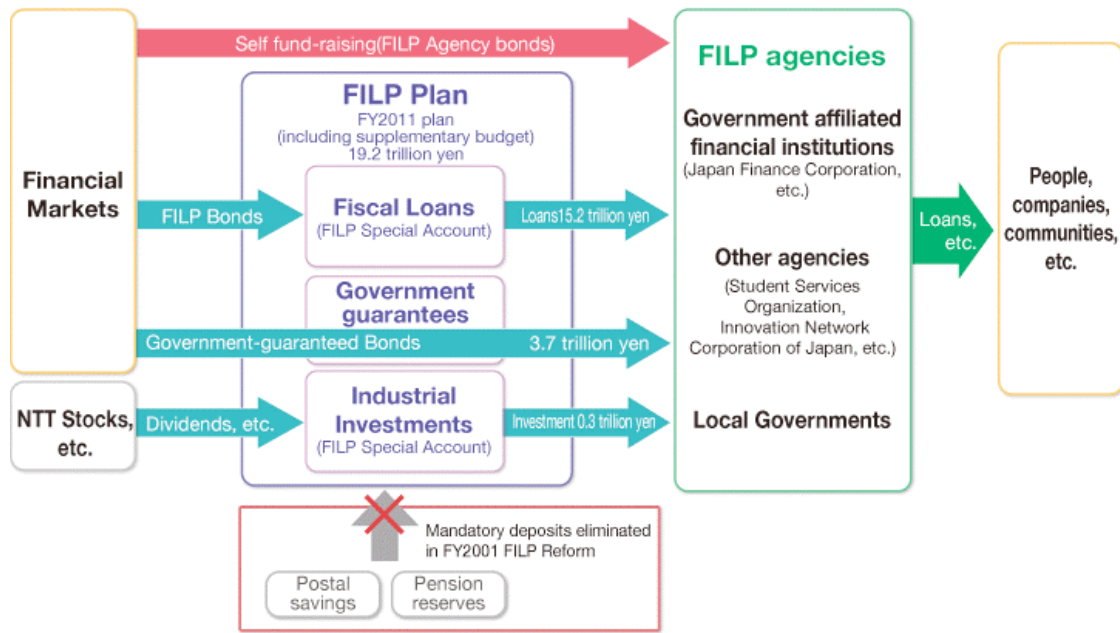 Self fund-raising(FILP Agency bonds)
FILP agencies
FILP Plan
FY2011 plan
(including supplementary budget)
19.2 trillion yen
Financial
Markets
FILP Bonds
Fiscal Loans
(FILP Special Account)
Loans15.2 trillion yen
Government affiliated
financial institutions
(Japan Finance Corporation,
etc.)
Other agencies
(Student Services
Organization,
Innovation Network
Corporation of Japan, etc.)
Local Governments
Loans,
etc.
People,
companies,
communities,
etc.
Government
guarantees
Government-guaranteed Bonds
3.7 trillion yen
NTT Stocks,
etc.
Dividends, etc.
Industrial
Investments
(FILP Special Account)
Investment 0.3 trillion yen
Mandatory deposits eliminated
in FY2001 FILP Reform
Postal
savings
Pension
reserves